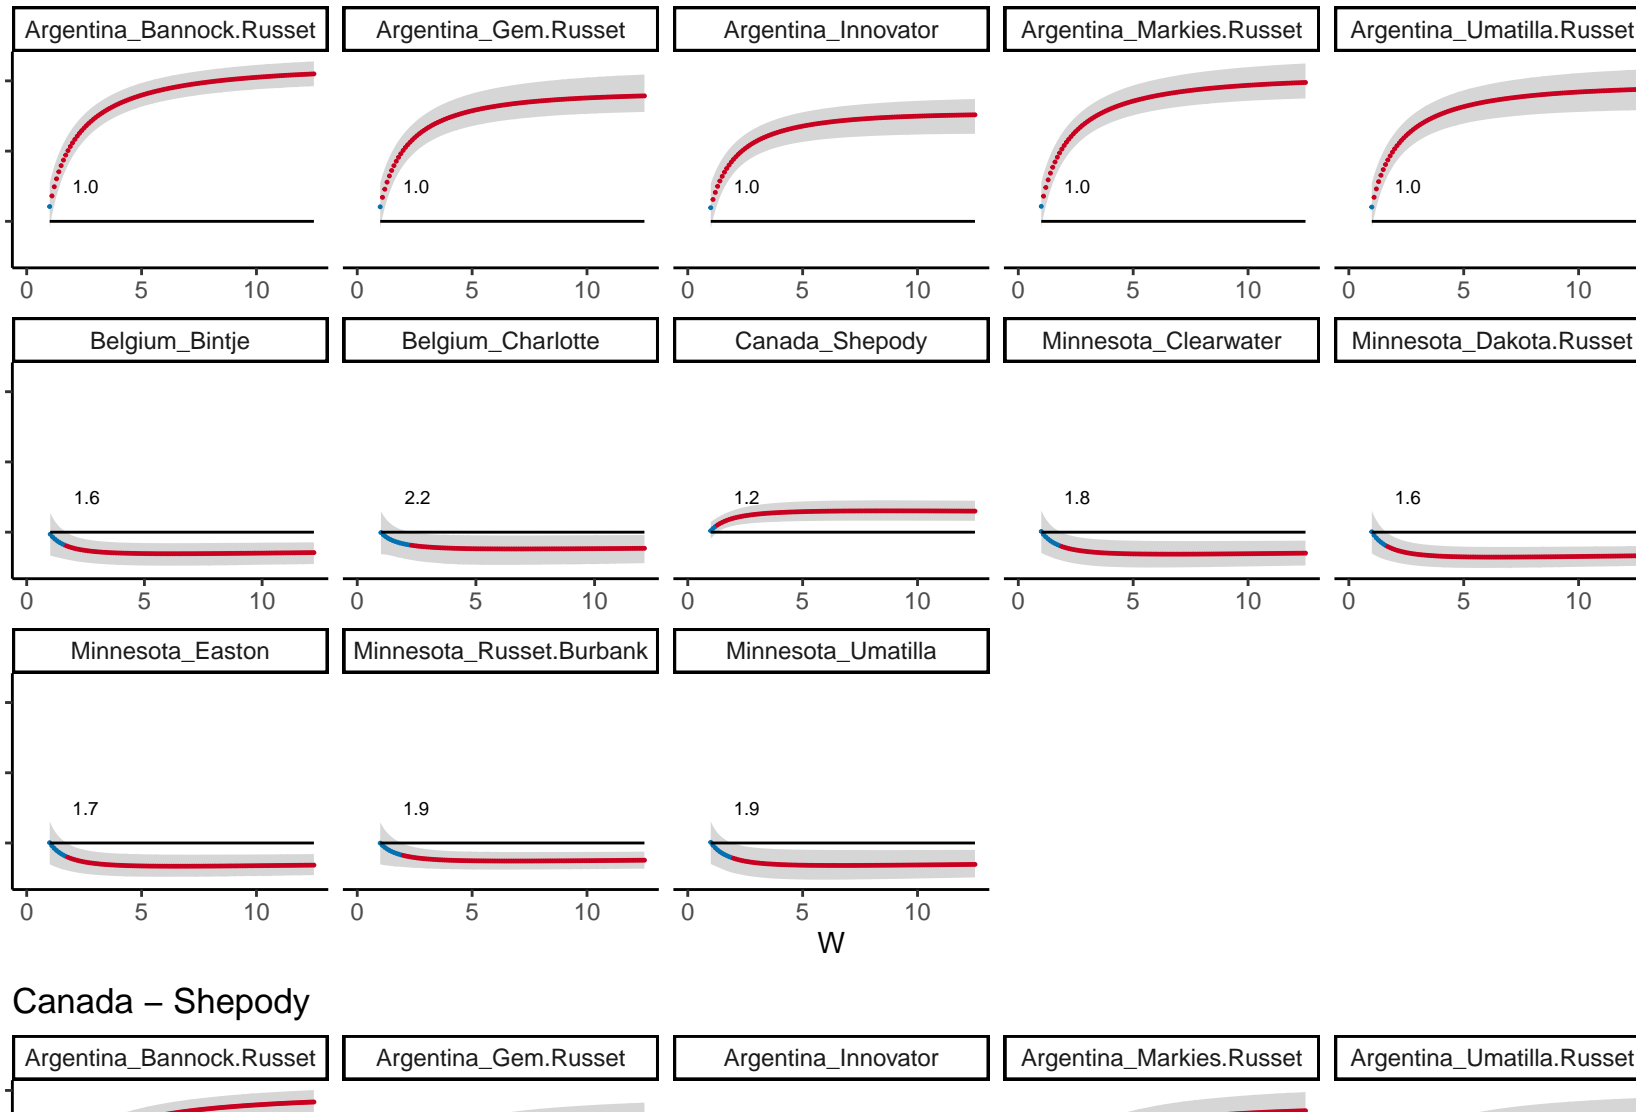 Argentina_Bannock.Russet Argentina_Gem.Russet Argentina_Innovator Argentina_Markies.Russet Argentina_Umatilla.Russet
1.0 1.0 1.0 1.0 1.0
0 5 10 0 5 10 0 5 10 0 5 10 0 5 10
Belgium_Bintje Belgium_Charlotte Canada_Shepody Minnesota_Clearwater Minnesota_Dakota.Russet
1.6 2.2 1.2 1.8 1.6
0 5 10 0 5 10 0 5 10 0 5 10 0 5 10
Minnesota_Easton Minnesota_Russet.Burbank Minnesota_Umatilla
1.7 1.9 1.9
0 5 10 0 5 10 0 5 10
W
Canada – Shepody
Argentina_Bannock.Russet Argentina_Gem.Russet Argentina_Innovator Argentina_Markies.Russet Argentina_Umatilla.Russet